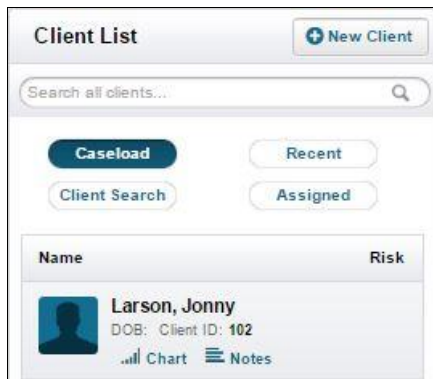 Client List
New Client
Search all clients...
Caseload Recent
Client Search Assigned
Name Risk
Larson, Jonny
DOB: Client ID: 102
Chart Notes